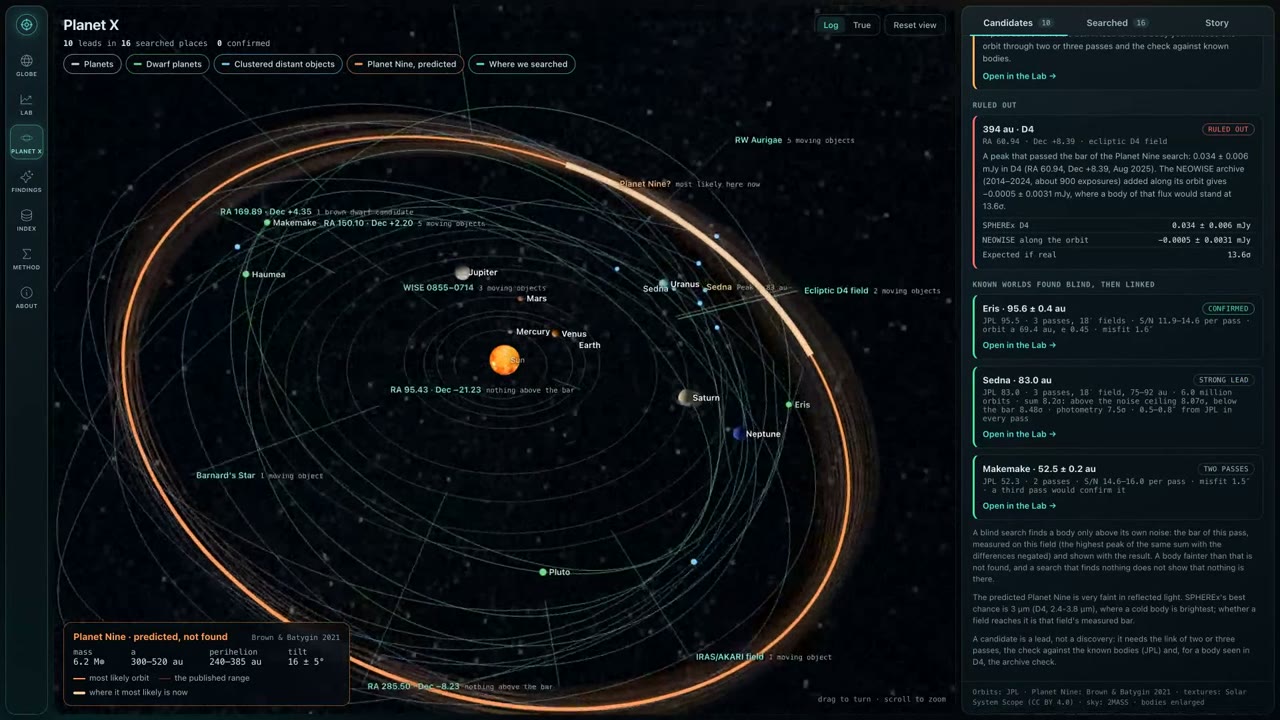 Planet X
10 leads in 16 searched places 0 confirmed
Planets
Dwarf planets
Clustered distant objects
Planet Nine, predicted
Where we searched
Log
True
Reset view
GLOBE
LAB
PLANET X
FINDINGS
INDEX
METHOD
ABOUT
RW Aurigae 5 moving objects
Planet Nine? most likely here now
RA 169.89 · Dec +4.35 1 brown dwarf candidate
Makemake
RA 150.10 · Dec +2.20 5 moving objects
Haumea
Jupiter
WISE 0855−0714 3 moving objects
Mars
Uranus
Sedna
Sedna
Ecliptic D4 field 2 moving objects
Mercury
Venus
Earth
Sun
RA 95.43 · Dec −21.23 nothing above the bar
Saturn
Eris
Neptune
Barnard's Star 1 moving object
Pluto
IRAS/AKARI field 1 moving object
RA 285.50 · Dec −8.23 nothing above the bar
Planet Nine · predicted, not found
Brown & Batygin 2021
mass a perihelion tilt
6.2 M⊕ 300–520 au 240–385 au 16 ± 5°
most likely orbit
the published range
where it most likely is now
drag to turn · scroll to zoom
Candidates 10
Searched 16
Story
orbit through two or three passes and the check against known
bodies.
Open in the Lab →
RULED OUT
394 au · D4
RULED OUT
RA 60.94 · Dec +8.39 · ecliptic D4 field
A peak that passed the bar of the Planet Nine search: 0.034 ± 0.006
mJy in D4 (RA 60.94, Dec +8.39, Aug 2025). The NEOWISE archive
(2014–2024, about 900 exposures) added along its orbit gives
−0.0005 ± 0.0031 mJy, where a body of that flux would stand at
13.6σ.
SPHEREx D4 0.034 ± 0.006 mJy
NEOWISE along the orbit −0.0005 ± 0.0031 mJy
Expected if real 13.6σ
KNOWN WORLDS FOUND BLIND, THEN LINKED
Eris · 95.6 ± 0.4 au
CONFIRMED
JPL 95.5 · 3 passes, 18′ fields · S/N 11.9–14.6 per pass ·
orbit a 69.4 au, e 0.45 · misfit 1.6″
Open in the Lab →
Sedna · 83.0 au
STRONG LEAD
JPL 83.0 · 3 passes, 18′ field, 75–92 au · 6.0 million
orbits · sum 8.2σ: above the noise ceiling 8.07σ, below
the bar 8.48σ · photometry 7.5σ · 0.5–0.8″ from JPL in
every pass
Open in the Lab →
Makemake · 52.5 ± 0.2 au
TWO PASSES
JPL 52.3 · 2 passes · S/N 14.6–16.0 per pass · misfit 1.5″
· a third pass would confirm it
Open in the Lab →
A blind search finds a body only above its own noise: the bar of this pass,
measured on this field (the highest peak of the same sum with the
differences negated) and shown with the result. A body fainter than that is
not found, and a search that finds nothing does not show that nothing is
there.
The predicted Planet Nine is very faint in reflected light. SPHEREx's best
chance is 3 μm (D4, 2.4-3.8 μm), where a cold body is brightest; whether a
field reaches it is that field's measured bar.
A candidate is a lead, not a discovery: it needs the link of two or three
passes, the check against the known bodies (JPL) and, for a body seen in
D4, the archive check.
Orbits: JPL · Planet Nine: Brown & Batygin 2021 · textures: Solar
System Scope (CC BY 4.0) · sky: 2MASS · bodies enlarged